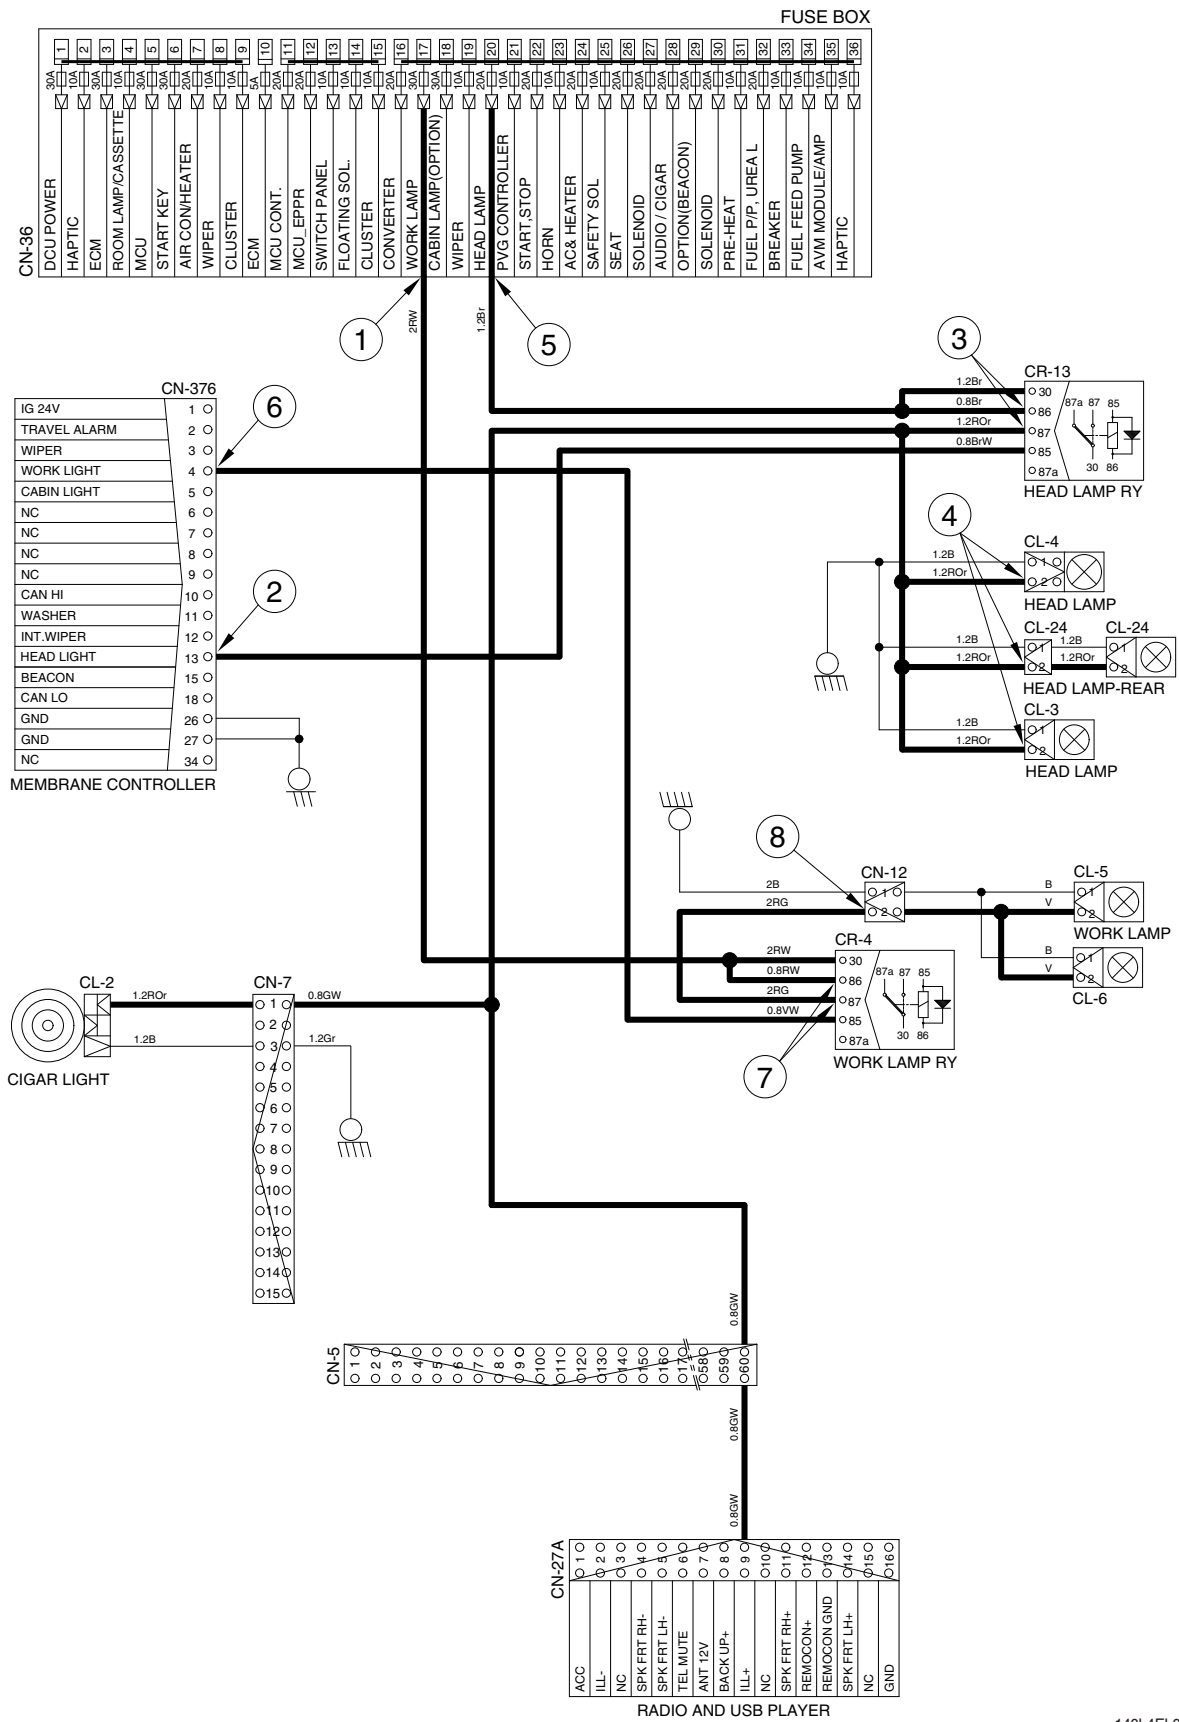 FUSE BOX
1 2 3 4 5 6 7 8 9 10 11 12 13 14 15 16 17 18 19 20 21 22 23 24 25 26 27 28 29 30 31 32 33 34 35 36
30A 10A 30A 10A 30A 30A 20A 10A 10A 5A 20A 20A 10A 10A 10A 20A 30A 10A 10A 20A 10A 20A 20A 10A 10A 20A 20A 20A 20A 10A 10A 20A 10A 20A 10A 10A
CN-36
DCU POWER
HAPTIC
ECM
ROOM LAMP/CASSETTE
MCU
START KEY
AIR CON/HEATER
WIPER
CLUSTER
ECM
MCU CONT.
MCU_EPPR
SWITCH PANEL
FLOATING SOL.
CLUSTER
CONVERTER
WORK LAMP
CABIN LAMP(OPTION)
WIPER
HEAD LAMP
PVG CONTROLLER
START,STOP
HORN
AC& HEATER
SAFETY SOL
SEAT
SOLENOID
AUDIO / CIGAR
OPTION(BEACON)
SOLENOID
PRE-HEAT
FUEL P/P, UREA L
BREAKER
FUEL FEED PUMP
AVM MODULE/AMP
HAPTIC
1
2RW
1.2Br
5
3
CN-376
IG 24V 1
TRAVEL ALARM 2
WIPER 3
WORK LIGHT 4
CABIN LIGHT 5
NC 6
NC 7
NC 8
NC 9
CAN HI 10
WASHER 11
INT.WIPER 12
HEAD LIGHT 13
BEACON 15
CAN LO 18
GND 26
GND 27
NC 34
MEMBRANE CONTROLLER
6
2
CR-13
1.2Br 30
0.8Br 86
1.2ROr 87
0.8BrW 85
87a
87a 87 85
30 86
HEAD LAMP RY
4
CL-4
1.2B 1
1.2ROr 2
HEAD LAMP
CL-24 CL-24
1.2B 1 1.2B 1
1.2ROr 2 1.2ROr 2
HEAD LAMP-REAR
CL-3
1.2B 1
1.2ROr 2
HEAD LAMP
8
CN-12
2B 1
2RG 2
CL-5
B 1
V 2
WORK LAMP
B 1
V 2
CL-6
CR-4
2RW 30
0.8RW 86
2RG 87
0.8VW 85
87a
87a 87 85
30 86
WORK LAMP RY
7
CL-2
1.2ROr
1.2B
CIGAR LIGHT
CN-7
0.8GW
1.2Gr
1
2
3
4
5
6
7
8
9
10
11
12
13
14
15
0.8GW
CN-5
1 2 3 4 5 6 7 8 9 10 11 12 13 14 15 16 17 58 59 60
0.8GW
0.8GW
CN-27A
1 2 3 4 5 6 7 8 9 10 11 12 13 14 15 16
ACC
ILL-
NC
SPK FRT RH-
SPK FRT LH-
TEL MUTE
ANT 12V
BACK UP+
ILL+
NC
SPK FRT RH+
REMOCON+
REMOCON GND
SPK FRT LH+
NC
GND
RADIO AND USB PLAYER